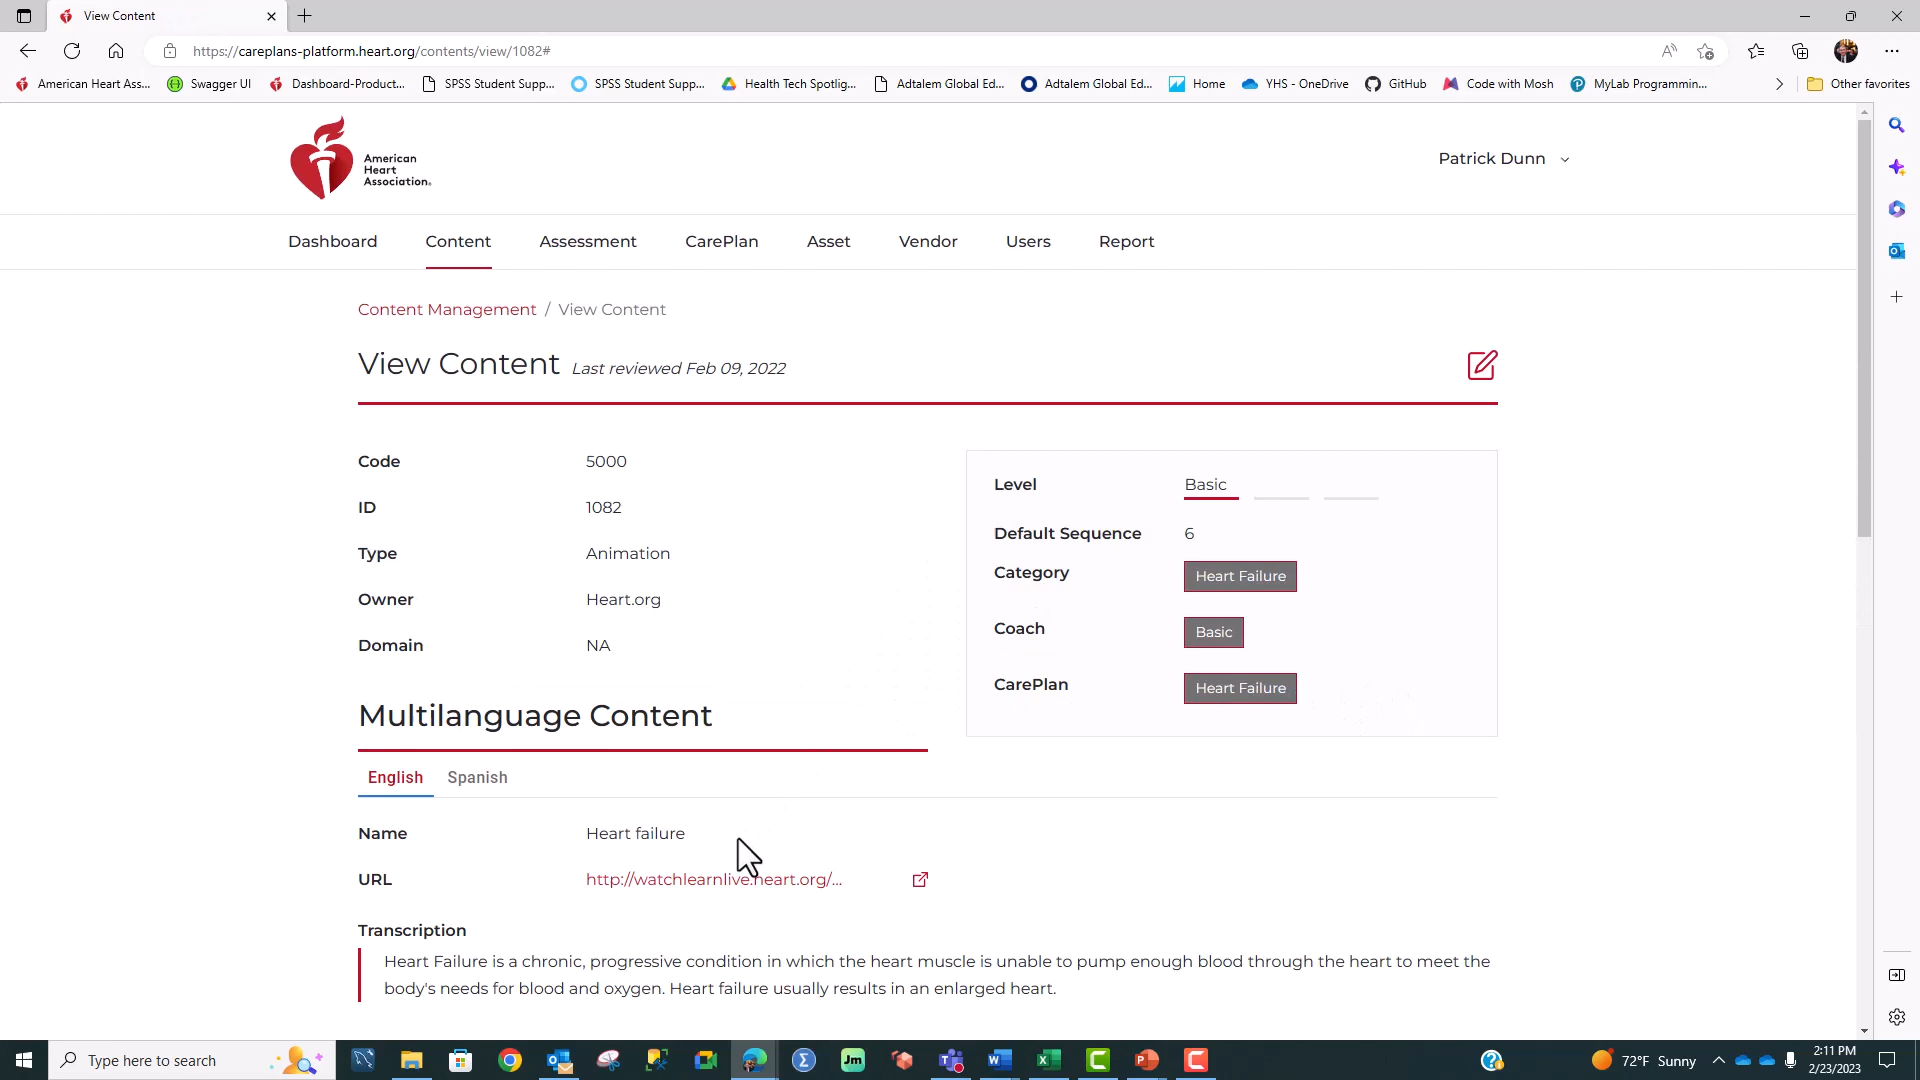 View Content
https://careplans-platform.heart.org/contents/view/1082#
American Heart Ass...
Swagger UI
Dashboard-Product...
SPSS Student Supp...
SPSS Student Supp...
Health Tech Spotlig...
Adtalem Global Ed...
Adtalem Global Ed...
Home
YHS - OneDrive
GitHub
Code with Mosh
MyLab Programmin...
Other favorites
American
Heart
Association®
Patrick Dunn
Dashboard
Content
Assessment
CarePlan
Asset
Vendor
Users
Report
Content Management / View Content
View Content Last reviewed Feb 09, 2022
Code 5000
ID 1082
Type Animation
Owner Heart.org
Domain NA
Level Basic
Default Sequence 6
Category Heart Failure
Coach Basic
CarePlan Heart Failure
Multilanguage Content
English Spanish
Name Heart failure
URL http://watchlearnlive.heart.org/...
Transcription
Heart Failure is a chronic, progressive condition in which the heart muscle is unable to pump enough blood through the heart to meet the
body's needs for blood and oxygen. Heart failure usually results in an enlarged heart.
Type here to search
Jm
72°F Sunny
2:11 PM
2/23/2023